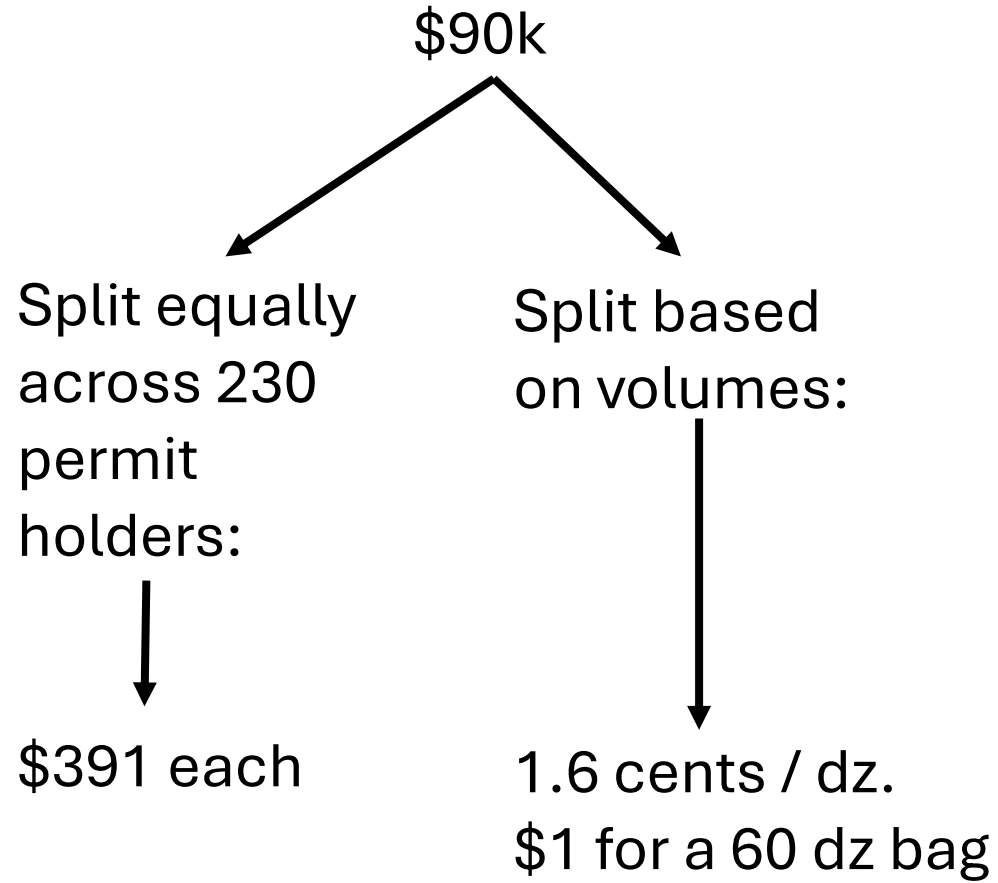 $90k
Split equally
across 230
permit
holders:
$391 each
Split based
on volumes:
1.6 cents / dz.
$1 for a 60 dz bag